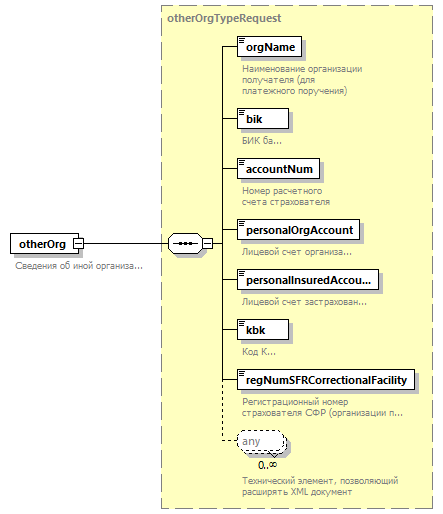 otherOrgTypeRequest
orgName
Наименование организации
получателя (для
платежного поручения)
bik
БИК ба...
accountNum
Номер расчетного
счета страхователя
personalOrgAccount
Лицевой счет организа...
otherOrg
Сведения об иной организа...
personalInsuredAccou...
Лицевой счет застрахован...
kbk
Код К...
regNumSFRCorrectionalFacility
Регистрационный номер
страхователя СФР (организации п...
any
0..∞
Технический элемент, позволяющий
расширять XML документ